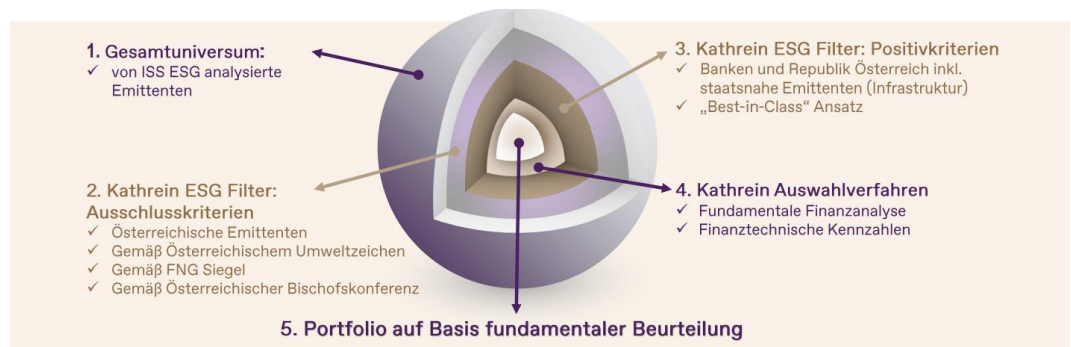 1. Gesamtuniversum:
✓ von ISS ESG analysierte
Emittenten
2. Kathrein ESG Filter:
Ausschlusskriterien
✓ Österreichische Emittenten
✓ Gemäß Österreichischem Umweltzeichen
✓ Gemäß FNG Siegel
✓ Gemäß Österreichischer Bischofskonferenz
3. Kathrein ESG Filter: Positivkriterien
✓ Banken und Republik Österreich inkl.
staatsnahe Emittenten (Infrastruktur)
✓ „Best-in-Class“ Ansatz
4. Kathrein Auswahlverfahren
✓ Fundamentale Finanzanalyse
✓ Finanztechnische Kennzahlen
5. Portfolio auf Basis fundamentaler Beurteilung